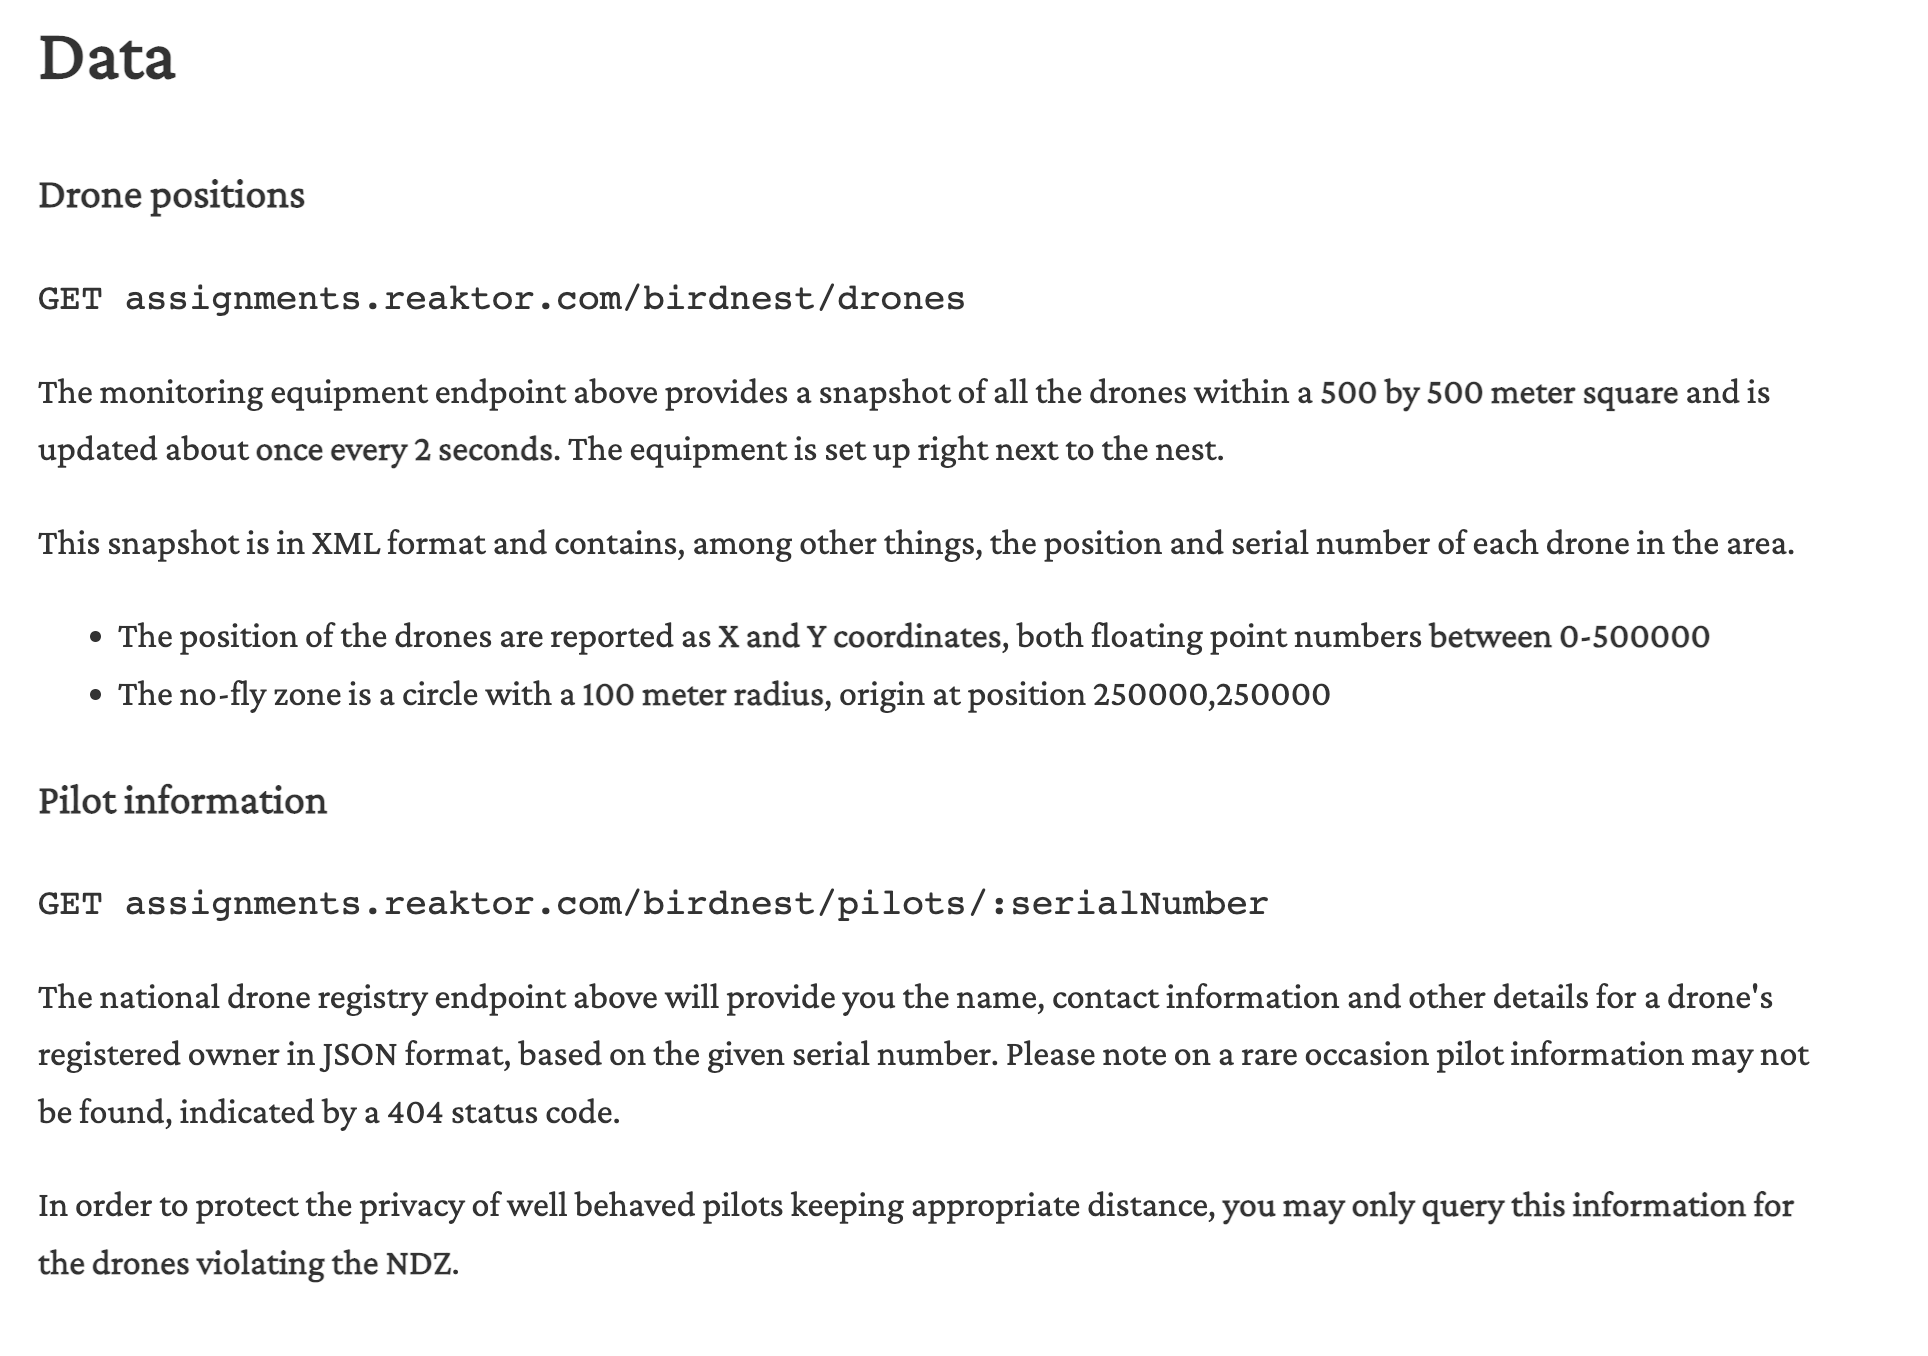 Data
Drone positions
GET assignments.reaktor.com/birdnest/drones
The monitoring equipment endpoint above provides a snapshot of all the drones within a 500 by 500 meter square and is
updated about once every 2 seconds. The equipment is set up right next to the nest.
This snapshot is in XML format and contains, among other things, the position and serial number of each drone in the area.
• The position of the drones are reported as X and Y coordinates, both floating point numbers between 0-500000
• The no-fly zone is a circle with a 100 meter radius, origin at position 250000,250000
Pilot information
GET assignments.reaktor.com/birdnest/pilots/:serialNumber
The national drone registry endpoint above will provide you the name, contact information and other details for a drone's
registered owner in JSON format, based on the given serial number. Please note on a rare occasion pilot information may not
be found, indicated by a 404 status code.
In order to protect the privacy of well behaved pilots keeping appropriate distance, you may only query this information for
the drones violating the NDZ.